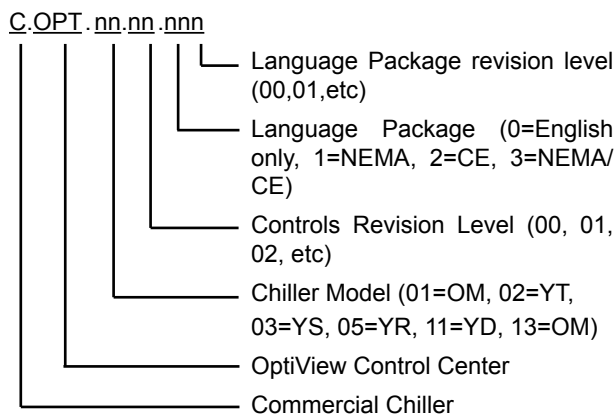 C.OPT.nn.nn.nnn
Language Package revision level
(00,01,etc)
Language Package (0=English
only, 1=NEMA, 2=CE, 3=NEMA/
CE)
Controls Revision Level (00, 01,
02, etc)
Chiller Model (01=OM, 02=YT,
03=YS, 05=YR, 11=YD, 13=OM)
OptiView Control Center
Commercial Chiller